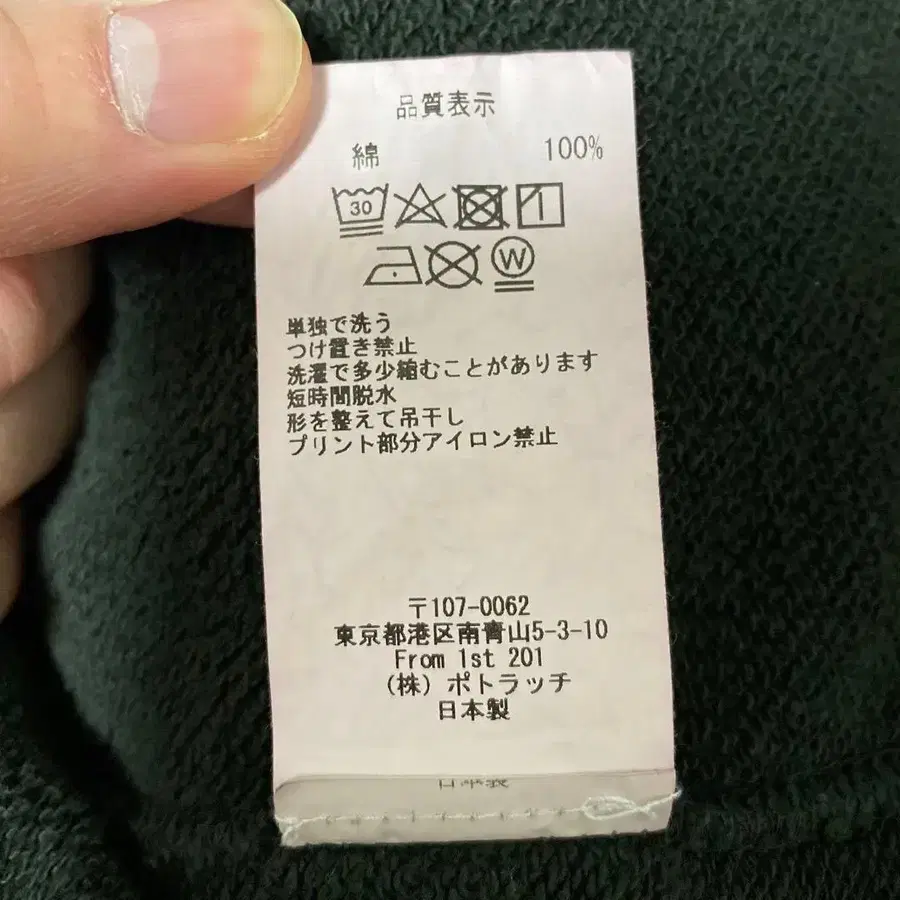 品質表示
綿 100%
30
W
単独で洗う
つけ置き禁止
洗濯で多少縮むことがあります
短時間脱水
形を整えて吊干し
プリント部分アイロン禁止
〒107-0062
東京都港区南青山5-3-10
From 1st 201
(株) ポトラッチ
日本製